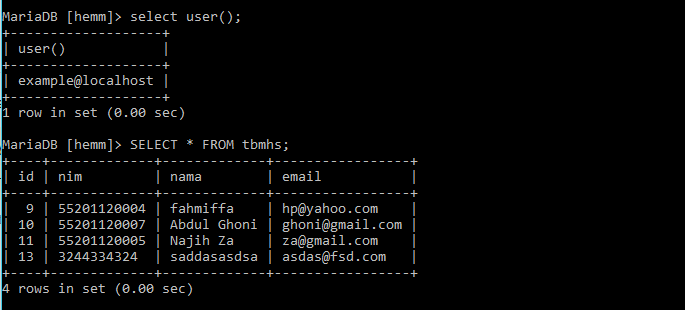 MariaDB [hemm]> select user();
+-------------------+
| user()            |
+-------------------+
| example@localhost |
+-------------------+
1 row in set (0.00 sec)

MariaDB [hemm]> SELECT * FROM tbmhs;
+----+-------------+-------------+-----------------+
| id | nim         | nama        | email           |
+----+-------------+-------------+-----------------+
|  9 | 55201120004 | fahmiffa    | hp@yahoo.com    |
| 10 | 55201120007 | Abdul Ghoni | ghoni@gmail.com |
| 11 | 55201120005 | Najih Za    | za@gmail.com    |
| 13 | 3244334324  | saddasasdsa | asdas@fsd.com   |
+----+-------------+-------------+-----------------+
4 rows in set (0.00 sec)